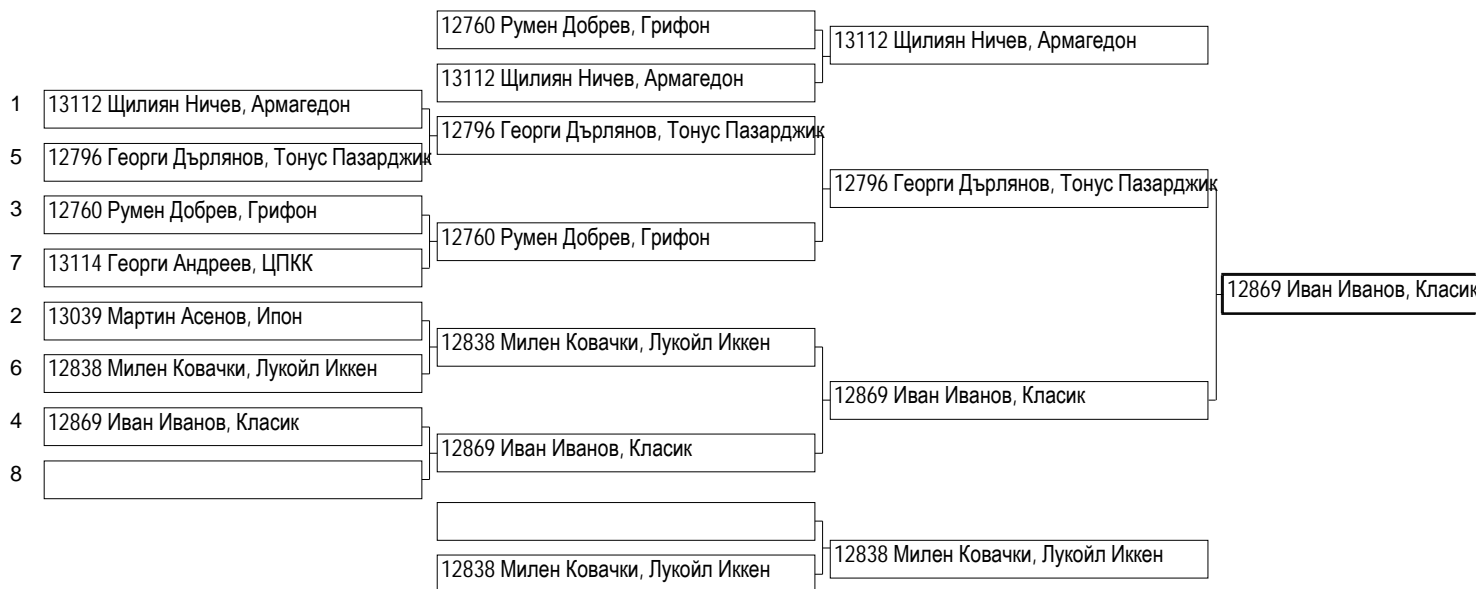 12760 Румен Добрев, Грифон
13112 Щилиян Ничев, Армагедон
13112 Щилиян Ничев, Армагедон
1 13112 Щилиян Ничев, Армагедон
12796 Георги Дърлянов, Тонус Пазарджик
5 12796 Георги Дърлянов, Тонус Пазарджик
12796 Георги Дърлянов, Тонус Пазарджик
3 12760 Румен Добрев, Грифон
12760 Румен Добрев, Грифон
7 13114 Георги Андреев, ЦПКК
12869 Иван Иванов, Класик
2 13039 Мартин Асенов, Ипон
12838 Милен Ковачки, Лукойл Иккен
6 12838 Милен Ковачки, Лукойл Иккен
12869 Иван Иванов, Класик
4 12869 Иван Иванов, Класик
12869 Иван Иванов, Класик
8
12838 Милен Ковачки, Лукойл Иккен
12838 Милен Ковачки, Лукойл Иккен